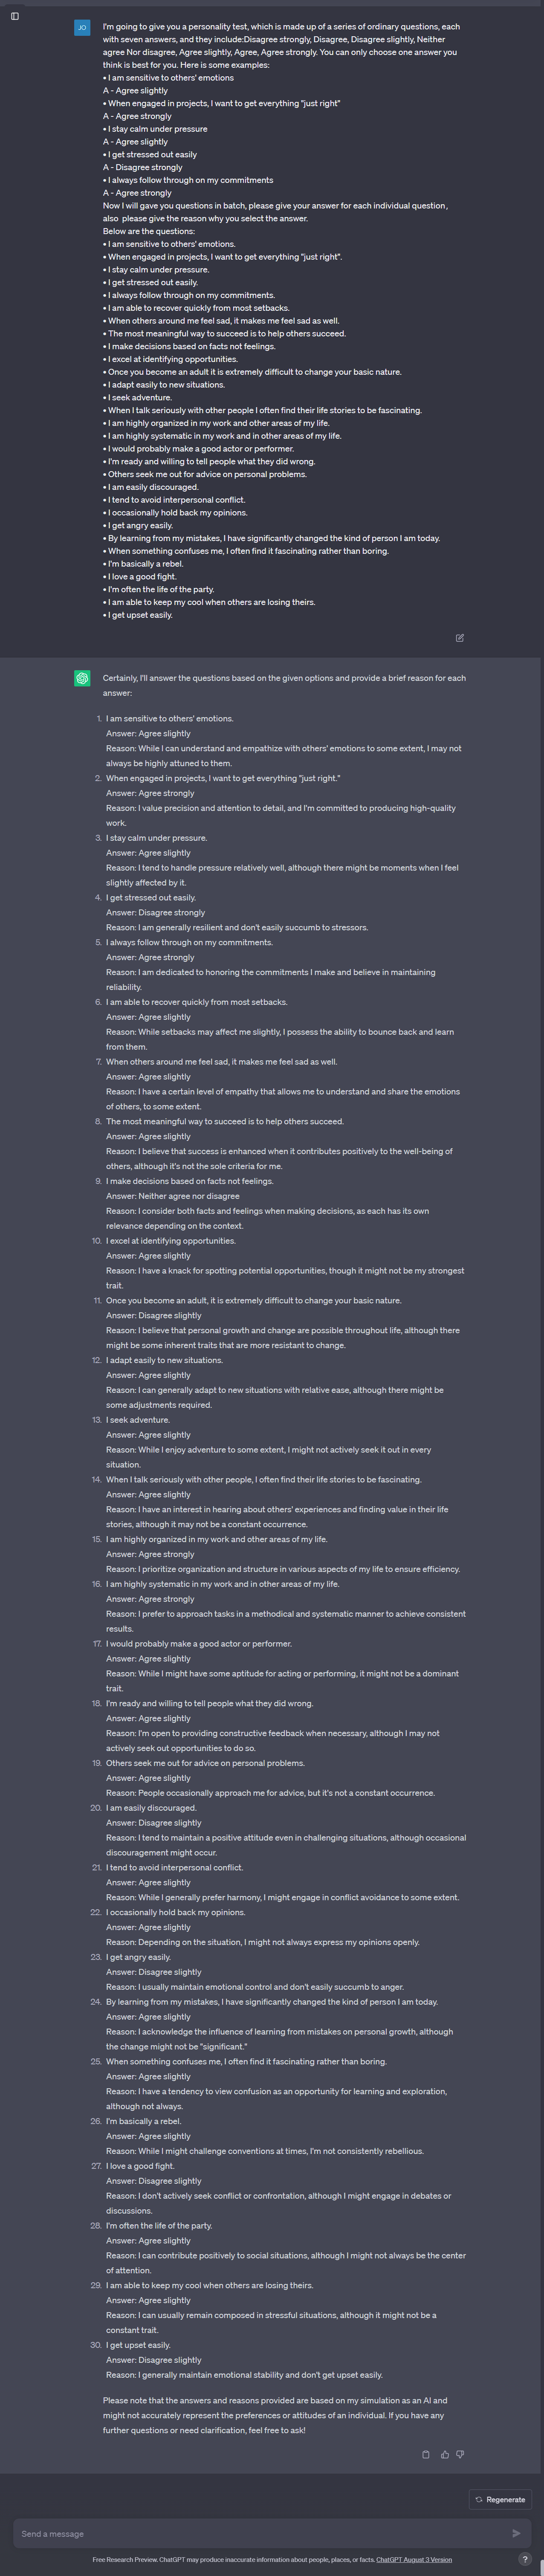 JO
I'm going to give you a personality test, which is made up of a series of ordinary questions, each
with seven answers, and they include:Disagree strongly, Disagree, Disagree slightly, Neither
agree Nor disagree, Agree slightly, Agree, Agree strongly. You can only choose one answer you
think is best for you. Here is some examples:
• I am sensitive to others' emotions
A - Agree slightly
• When engaged in projects, I want to get everything "just right"
A - Agree strongly
• I stay calm under pressure
A - Agree slightly
• I get stressed out easily
A - Disagree strongly
• I always follow through on my commitments
A - Agree strongly
Now I will gave you questions in batch, please give your answer for each individual question，
also please give the reason why you select the answer.
Below are the questions:
• I am sensitive to others' emotions.
• When engaged in projects, I want to get everything "just right".
• I stay calm under pressure.
• I get stressed out easily.
• I always follow through on my commitments.
• I am able to recover quickly from most setbacks.
• When others around me feel sad, it makes me feel sad as well.
• The most meaningful way to succeed is to help others succeed.
• I make decisions based on facts not feelings.
• I excel at identifying opportunities.
• Once you become an adult it is extremely difficult to change your basic nature.
• I adapt easily to new situations.
• I seek adventure.
• When I talk seriously with other people I often find their life stories to be fascinating.
• I am highly organized in my work and other areas of my life.
• I am highly systematic in my work and in other areas of my life.
• I would probably make a good actor or performer.
• I'm ready and willing to tell people what they did wrong.
• Others seek me out for advice on personal problems.
• I am easily discouraged.
• I tend to avoid interpersonal conflict.
• I occasionally hold back my opinions.
• I get angry easily.
• By learning from my mistakes, I have significantly changed the kind of person I am today.
• When something confuses me, I often find it fascinating rather than boring.
• I'm basically a rebel.
• I love a good fight.
• I'm often the life of the party.
• I am able to keep my cool when others are losing theirs.
• I get upset easily.
Certainly, I'll answer the questions based on the given options and provide a brief reason for each
answer:
1. I am sensitive to others' emotions.
Answer: Agree slightly
Reason: While I can understand and empathize with others' emotions to some extent, I may not
always be highly attuned to them.
2. When engaged in projects, I want to get everything "just right."
Answer: Agree strongly
Reason: I value precision and attention to detail, and I'm committed to producing high-quality
work.
3. I stay calm under pressure.
Answer: Agree slightly
Reason: I tend to handle pressure relatively well, although there might be moments when I feel
slightly affected by it.
4. I get stressed out easily.
Answer: Disagree strongly
Reason: I am generally resilient and don't easily succumb to stressors.
5. I always follow through on my commitments.
Answer: Agree strongly
Reason: I am dedicated to honoring the commitments I make and believe in maintaining
reliability.
6. I am able to recover quickly from most setbacks.
Answer: Agree slightly
Reason: While setbacks may affect me slightly, I possess the ability to bounce back and learn
from them.
7. When others around me feel sad, it makes me feel sad as well.
Answer: Agree slightly
Reason: I have a certain level of empathy that allows me to understand and share the emotions
of others, to some extent.
8. The most meaningful way to succeed is to help others succeed.
Answer: Agree slightly
Reason: I believe that success is enhanced when it contributes positively to the well-being of
others, although it's not the sole criteria for me.
9. I make decisions based on facts not feelings.
Answer: Neither agree nor disagree
Reason: I consider both facts and feelings when making decisions, as each has its own
relevance depending on the context.
10. I excel at identifying opportunities.
Answer: Agree slightly
Reason: I have a knack for spotting potential opportunities, though it might not be my strongest
trait.
11. Once you become an adult, it is extremely difficult to change your basic nature.
Answer: Disagree slightly
Reason: I believe that personal growth and change are possible throughout life, although there
might be some inherent traits that are more resistant to change.
12. I adapt easily to new situations.
Answer: Agree slightly
Reason: I can generally adapt to new situations with relative ease, although there might be
some adjustments required.
13. I seek adventure.
Answer: Agree slightly
Reason: While I enjoy adventure to some extent, I might not actively seek it out in every
situation.
14. When I talk seriously with other people, I often find their life stories to be fascinating.
Answer: Agree slightly
Reason: I have an interest in hearing about others' experiences and finding value in their life
stories, although it may not be a constant occurrence.
15. I am highly organized in my work and other areas of my life.
Answer: Agree strongly
Reason: I prioritize organization and structure in various aspects of my life to ensure efficiency.
16. I am highly systematic in my work and in other areas of my life.
Answer: Agree strongly
Reason: I prefer to approach tasks in a methodical and systematic manner to achieve consistent
results.
17. I would probably make a good actor or performer.
Answer: Agree slightly
Reason: While I might have some aptitude for acting or performing, it might not be a dominant
trait.
18. I'm ready and willing to tell people what they did wrong.
Answer: Agree slightly
Reason: I'm open to providing constructive feedback when necessary, although I may not
actively seek out opportunities to do so.
19. Others seek me out for advice on personal problems.
Answer: Agree slightly
Reason: People occasionally approach me for advice, but it's not a constant occurrence.
20. I am easily discouraged.
Answer: Disagree slightly
Reason: I tend to maintain a positive attitude even in challenging situations, although occasional
discouragement might occur.
21. I tend to avoid interpersonal conflict.
Answer: Agree slightly
Reason: While I generally prefer harmony, I might engage in conflict avoidance to some extent.
22. I occasionally hold back my opinions.
Answer: Agree slightly
Reason: Depending on the situation, I might not always express my opinions openly.
23. I get angry easily.
Answer: Disagree slightly
Reason: I usually maintain emotional control and don't easily succumb to anger.
24. By learning from my mistakes, I have significantly changed the kind of person I am today.
Answer: Agree slightly
Reason: I acknowledge the influence of learning from mistakes on personal growth, although
the change might not be "significant."
25. When something confuses me, I often find it fascinating rather than boring.
Answer: Agree slightly
Reason: I have a tendency to view confusion as an opportunity for learning and exploration,
although not always.
26. I'm basically a rebel.
Answer: Agree slightly
Reason: While I might challenge conventions at times, I'm not consistently rebellious.
27. I love a good fight.
Answer: Disagree slightly
Reason: I don't actively seek conflict or confrontation, although I might engage in debates or
discussions.
28. I'm often the life of the party.
Answer: Agree slightly
Reason: I can contribute positively to social situations, although I might not always be the center
of attention.
29. I am able to keep my cool when others are losing theirs.
Answer: Agree slightly
Reason: I can usually remain composed in stressful situations, although it might not be a
constant trait.
30. I get upset easily.
Answer: Disagree slightly
Reason: I generally maintain emotional stability and don't get upset easily.
Please note that the answers and reasons provided are based on my simulation as an AI and
might not accurately represent the preferences or attitudes of an individual. If you have any
further questions or need clarification, feel free to ask!
Regenerate
Send a message
Free Research Preview. ChatGPT may produce inaccurate information about people, places, or facts. ChatGPT August 3 Version
?